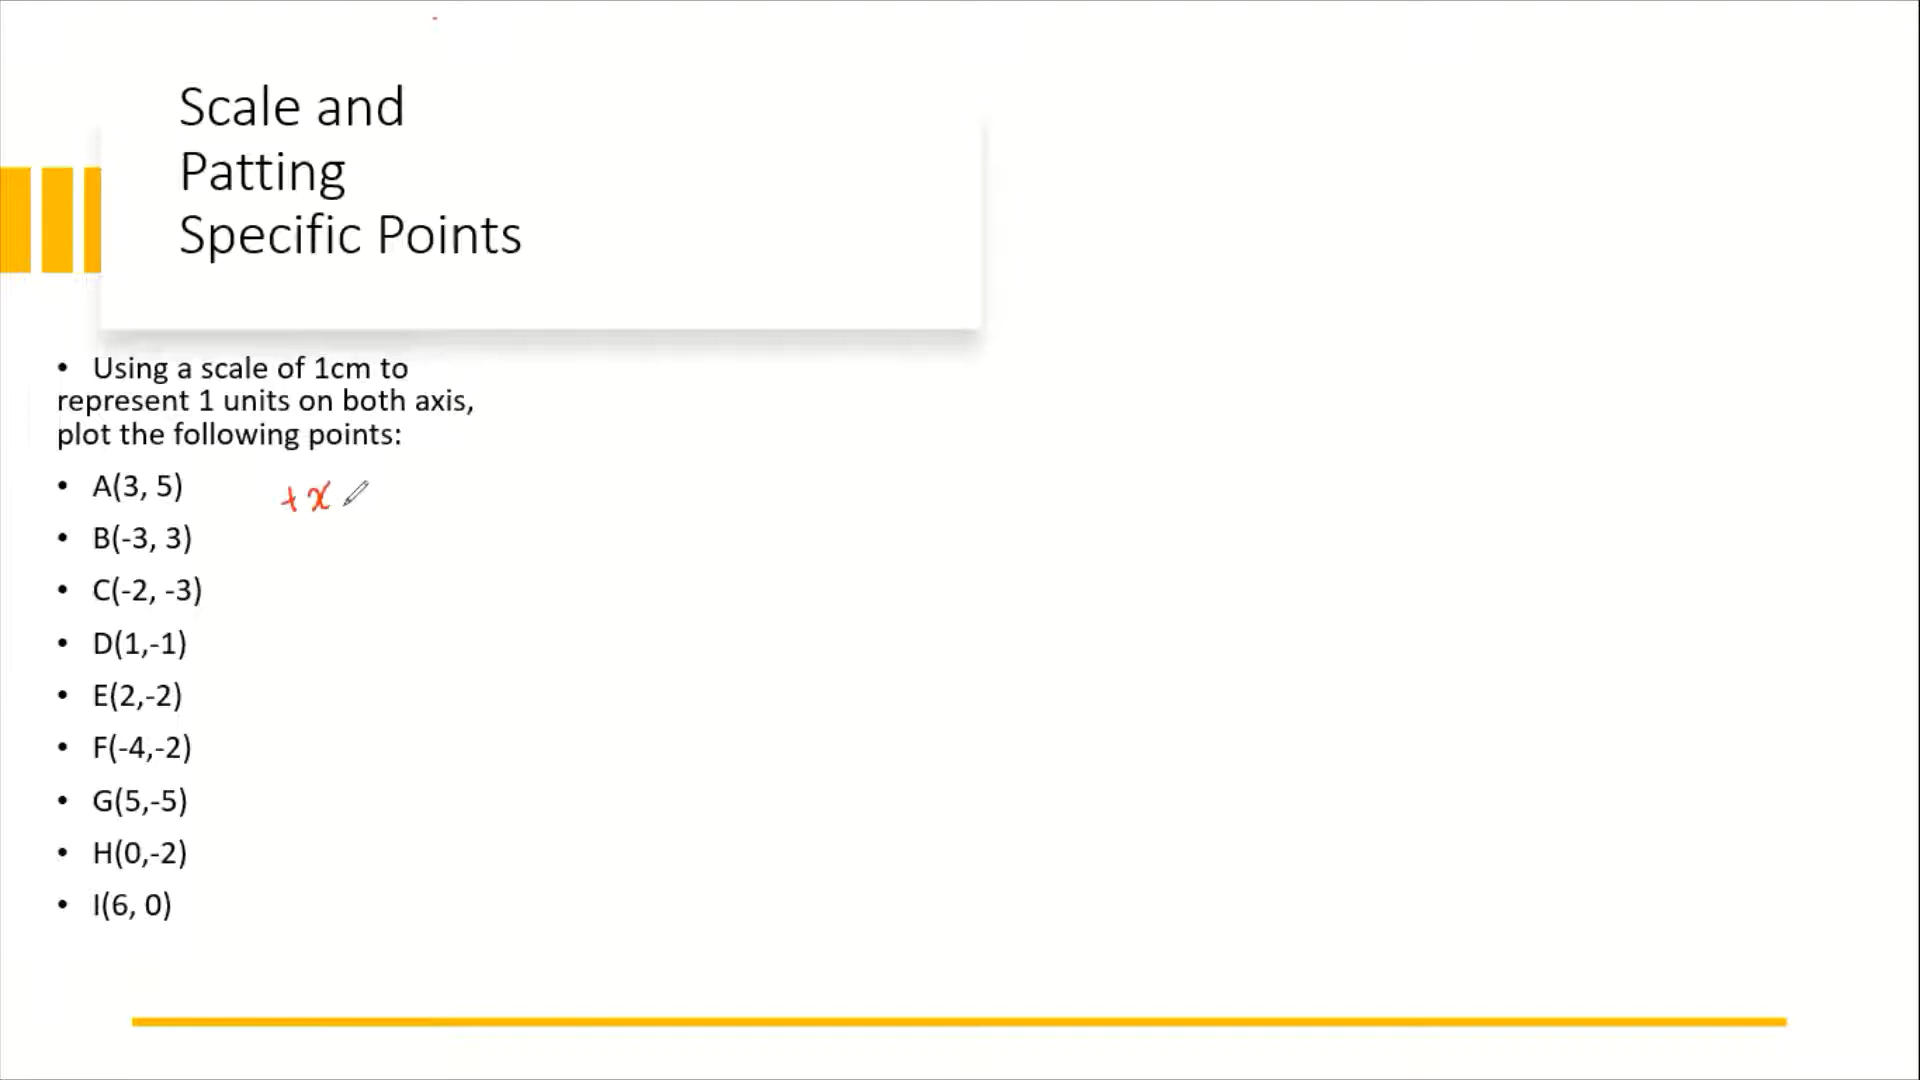 Scale and
Patting
Specific Points
• Using a scale of 1cm to
represent 1 units on both axis,
plot the following points:
• A(3, 5)
+x
• B(-3, 3)
• C(-2, -3)
• D(1,-1)
• E(2,-2)
• F(-4,-2)
• G(5,-5)
• H(0,-2)
• I(6, 0)